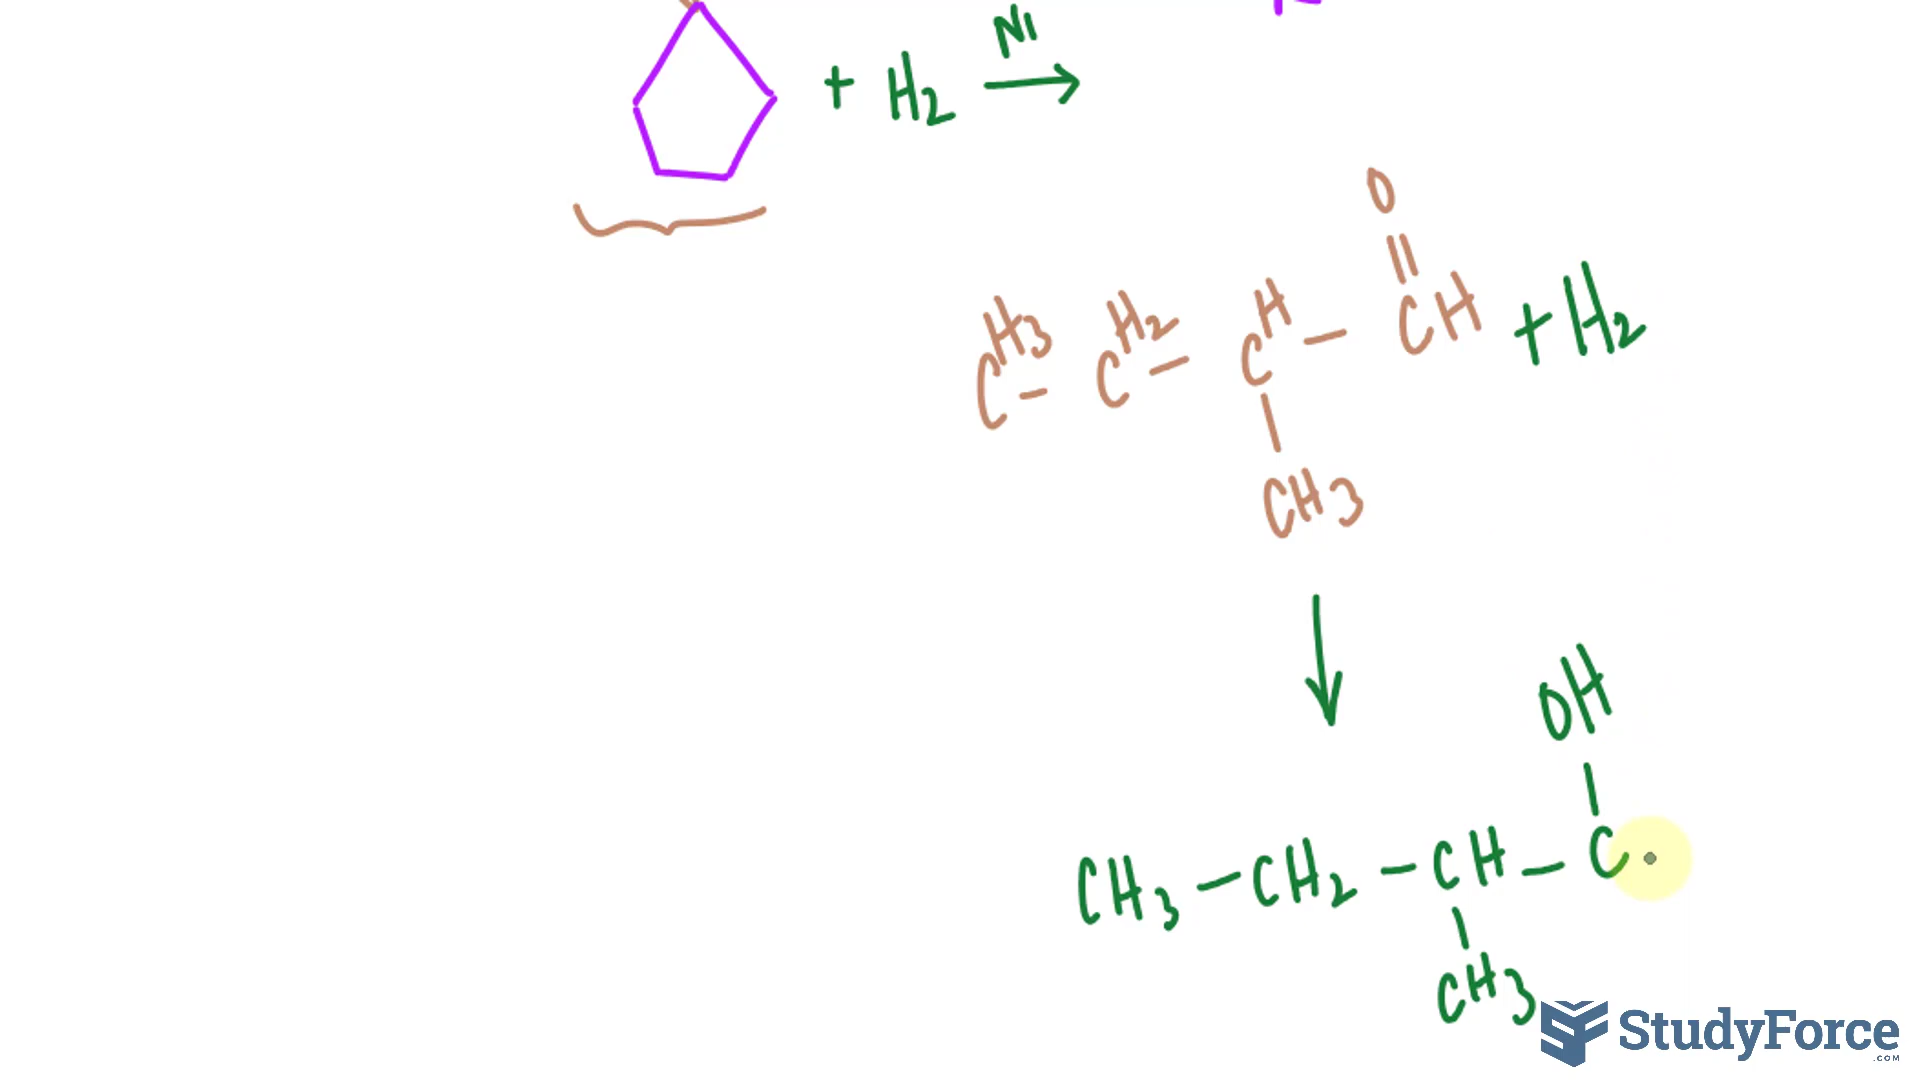 Ni
+ H2 →
O
||
CH3 - CH2 - CH - CH + H2
|
CH3
↓
OH
|
CH3 - CH2 - CH - C
|
CH3
StudyForce
.COM